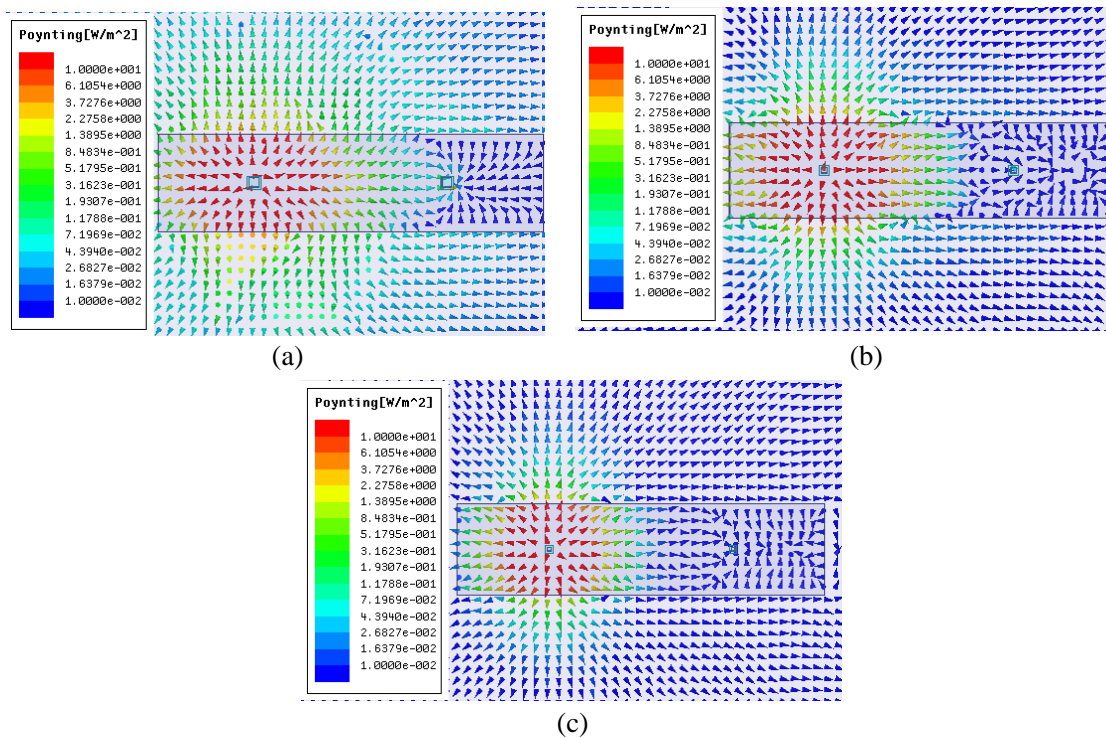 Poynting[W/m^2]
1.0000e+001
6.1054e+000
3.7276e+000
2.2758e+000
1.3895e+000
8.4834e-001
5.1795e-001
3.1623e-001
1.9307e-001
1.1788e-001
7.1969e-002
4.3940e-002
2.6827e-002
1.6379e-002
1.0000e-002
(a)
Poynting[W/m^2]
1.0000e+001
6.1054e+000
3.7276e+000
2.2758e+000
1.3895e+000
8.4834e-001
5.1795e-001
3.1623e-001
1.9307e-001
1.1788e-001
7.1969e-002
4.3940e-002
2.6827e-002
1.6379e-002
1.0000e-002
(b)
Poynting[W/m^2]
1.0000e+001
6.1054e+000
3.7276e+000
2.2758e+000
1.3895e+000
8.4834e-001
5.1795e-001
3.1623e-001
1.9307e-001
1.1788e-001
7.1969e-002
4.3940e-002
2.6827e-002
1.6379e-002
1.0000e-002
(c)